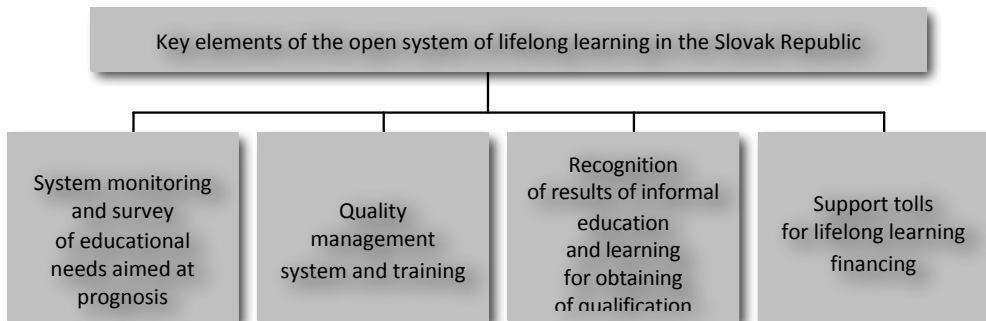 Key elements of the open system of lifelong learning in the Slovak Republic
System monitoring
and survey
of educational
needs aimed at
prognosis
Quality
management
system and training
Recognition
of results of informal
education
and learning
for obtaining
of qualification
Support tolls
for lifelong learning
financing